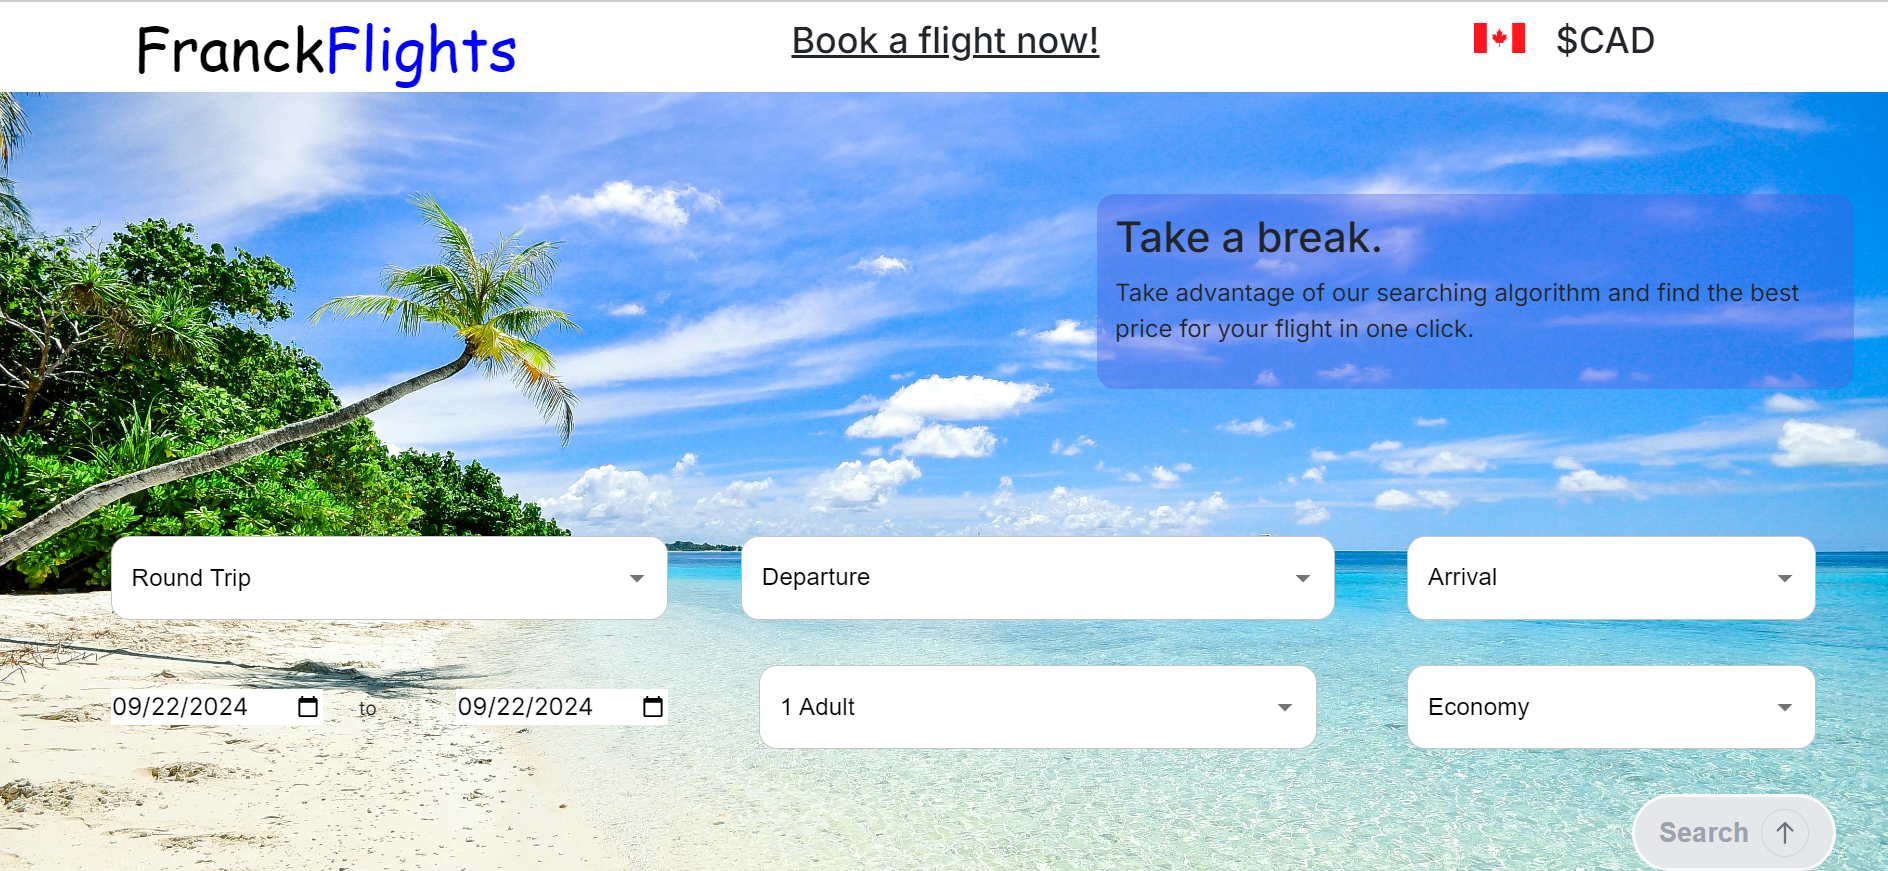 FranckFlights
Book a flight now!
$CAD
Take a break.
Take advantage of our searching algorithm and find the best
price for your flight in one click.
Round Trip
Departure
Arrival
09/22/2024
to
09/22/2024
1 Adult
Economy
Search